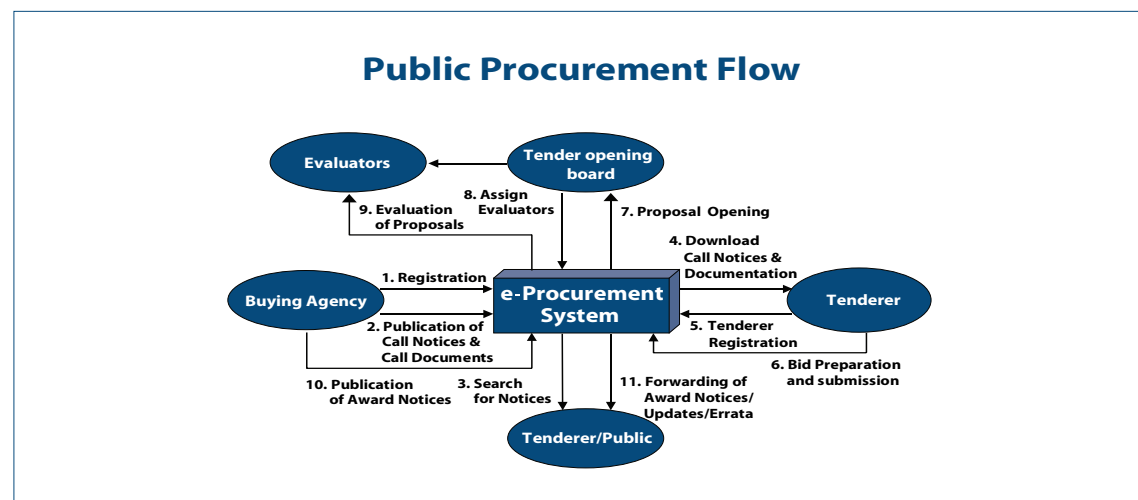 Public Procurement Flow
Evaluators
Tender opening
board
8. Assign
Evaluators
9. Evaluation
of Proposals
7. Proposal Opening
4. Download
Call Notices &
Documentation
1. Registration
Buying Agency
e-Procurement
System
Tenderer
2. Publication of
Call Notices &
Call Documents
5. Tenderer
Registration
6. Bid Preparation
and submission
10. Publication
of Award Notices
3. Search
for Notices
11. Forwarding of
Award Notices/
Updates/Errata
Tenderer/Public